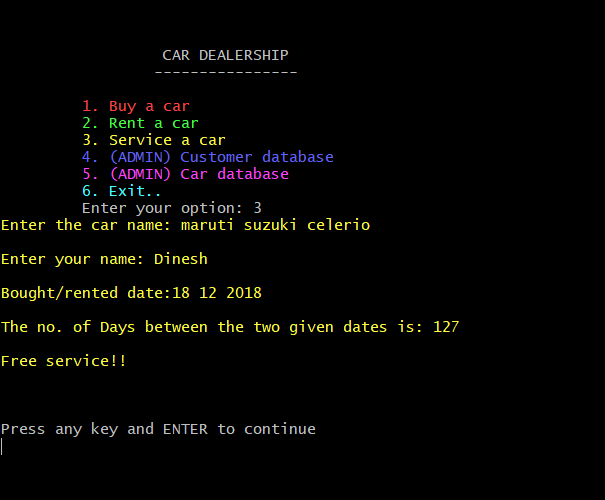 CAR DEALERSHIP
----------------
1. Buy a car
2. Rent a car
3. Service a car
4. (ADMIN) Customer database
5. (ADMIN) Car database
6. Exit..
Enter your option: 3
Enter the car name: maruti suzuki celerio
Enter your name: Dinesh
Bought/rented date:18 12 2018
The no. of Days between the two given dates is: 127
Free service!!
Press any key and ENTER to continue